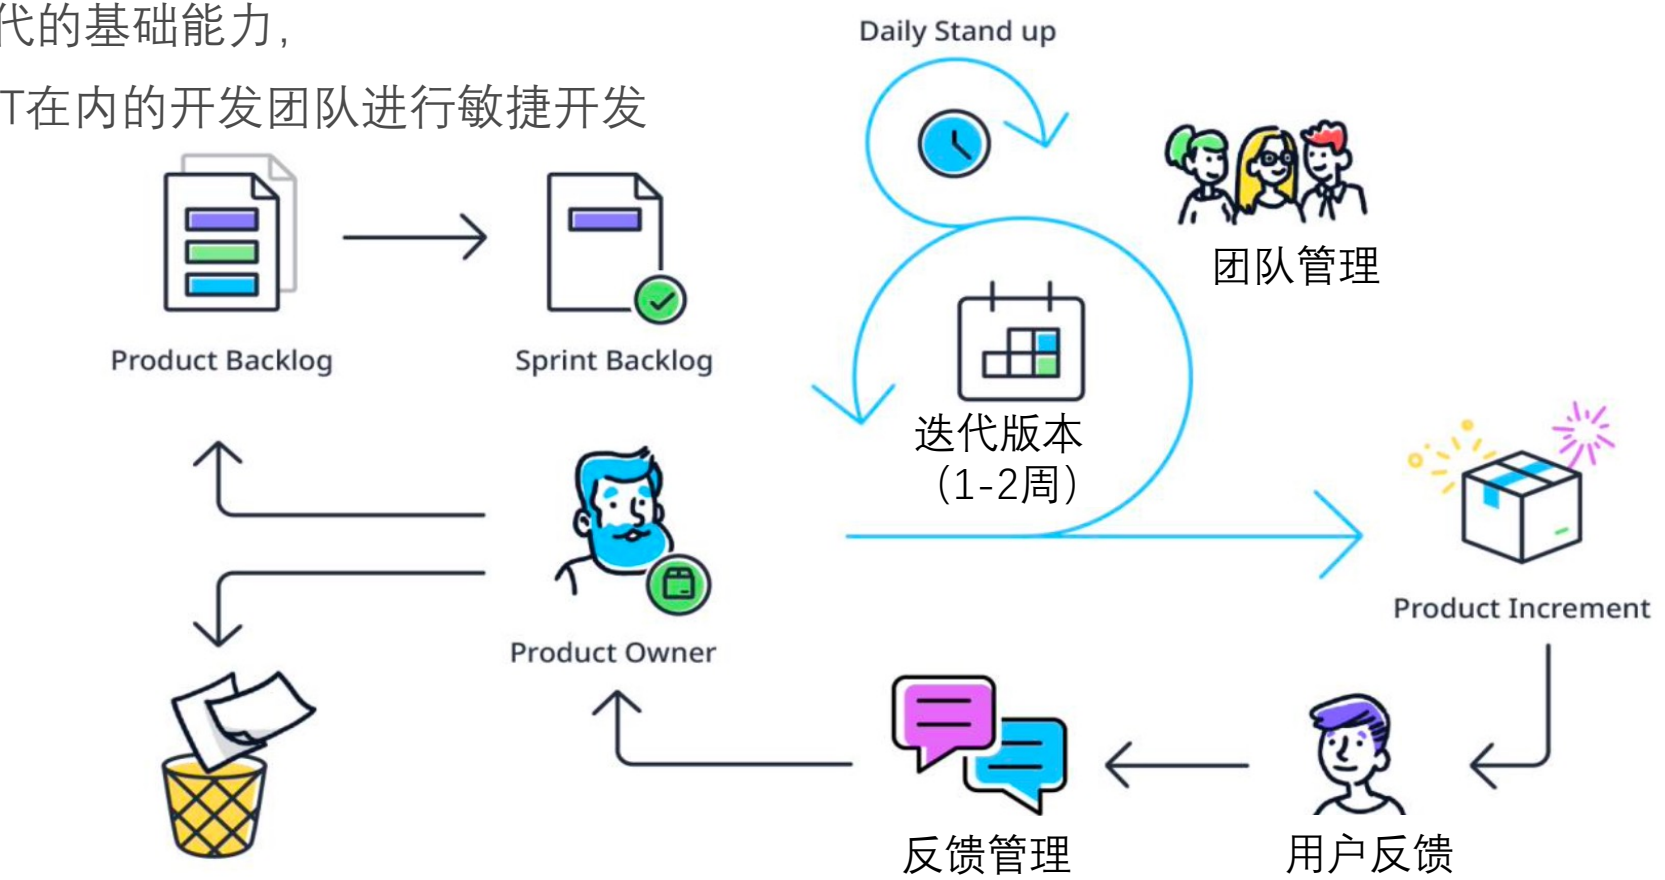 代的基础能力,
T在内的开发团队进行敏捷开发
Daily Stand up
团队管理
Product Backlog
Sprint Backlog
迭代版本
（1-2周）
Product Increment
Product Owner
反馈管理
用户反馈